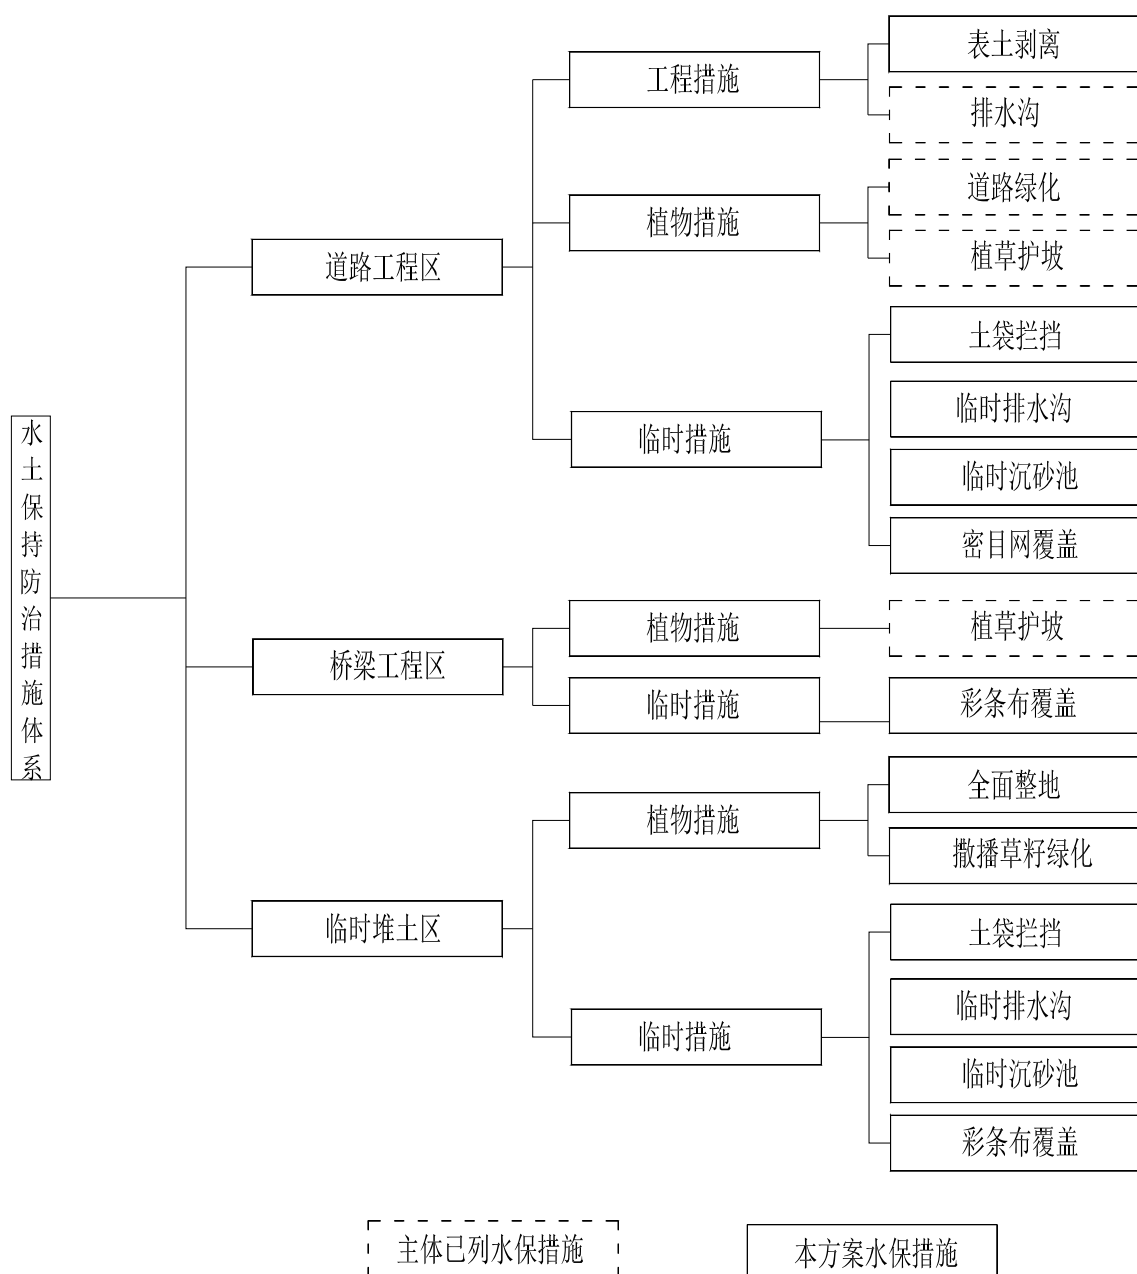 水土保持防治措施体系
道路工程区
工程措施
表土剥离
排水沟
植物措施
道路绿化
植草护坡
临时措施
土袋拦挡
临时排水沟
临时沉砂池
密目网覆盖
桥梁工程区
植物措施
植草护坡
临时措施
彩条布覆盖
临时堆土区
植物措施
全面整地
撒播草籽绿化
临时措施
土袋拦挡
临时排水沟
临时沉砂池
彩条布覆盖
主体已列水保措施
本方案水保措施